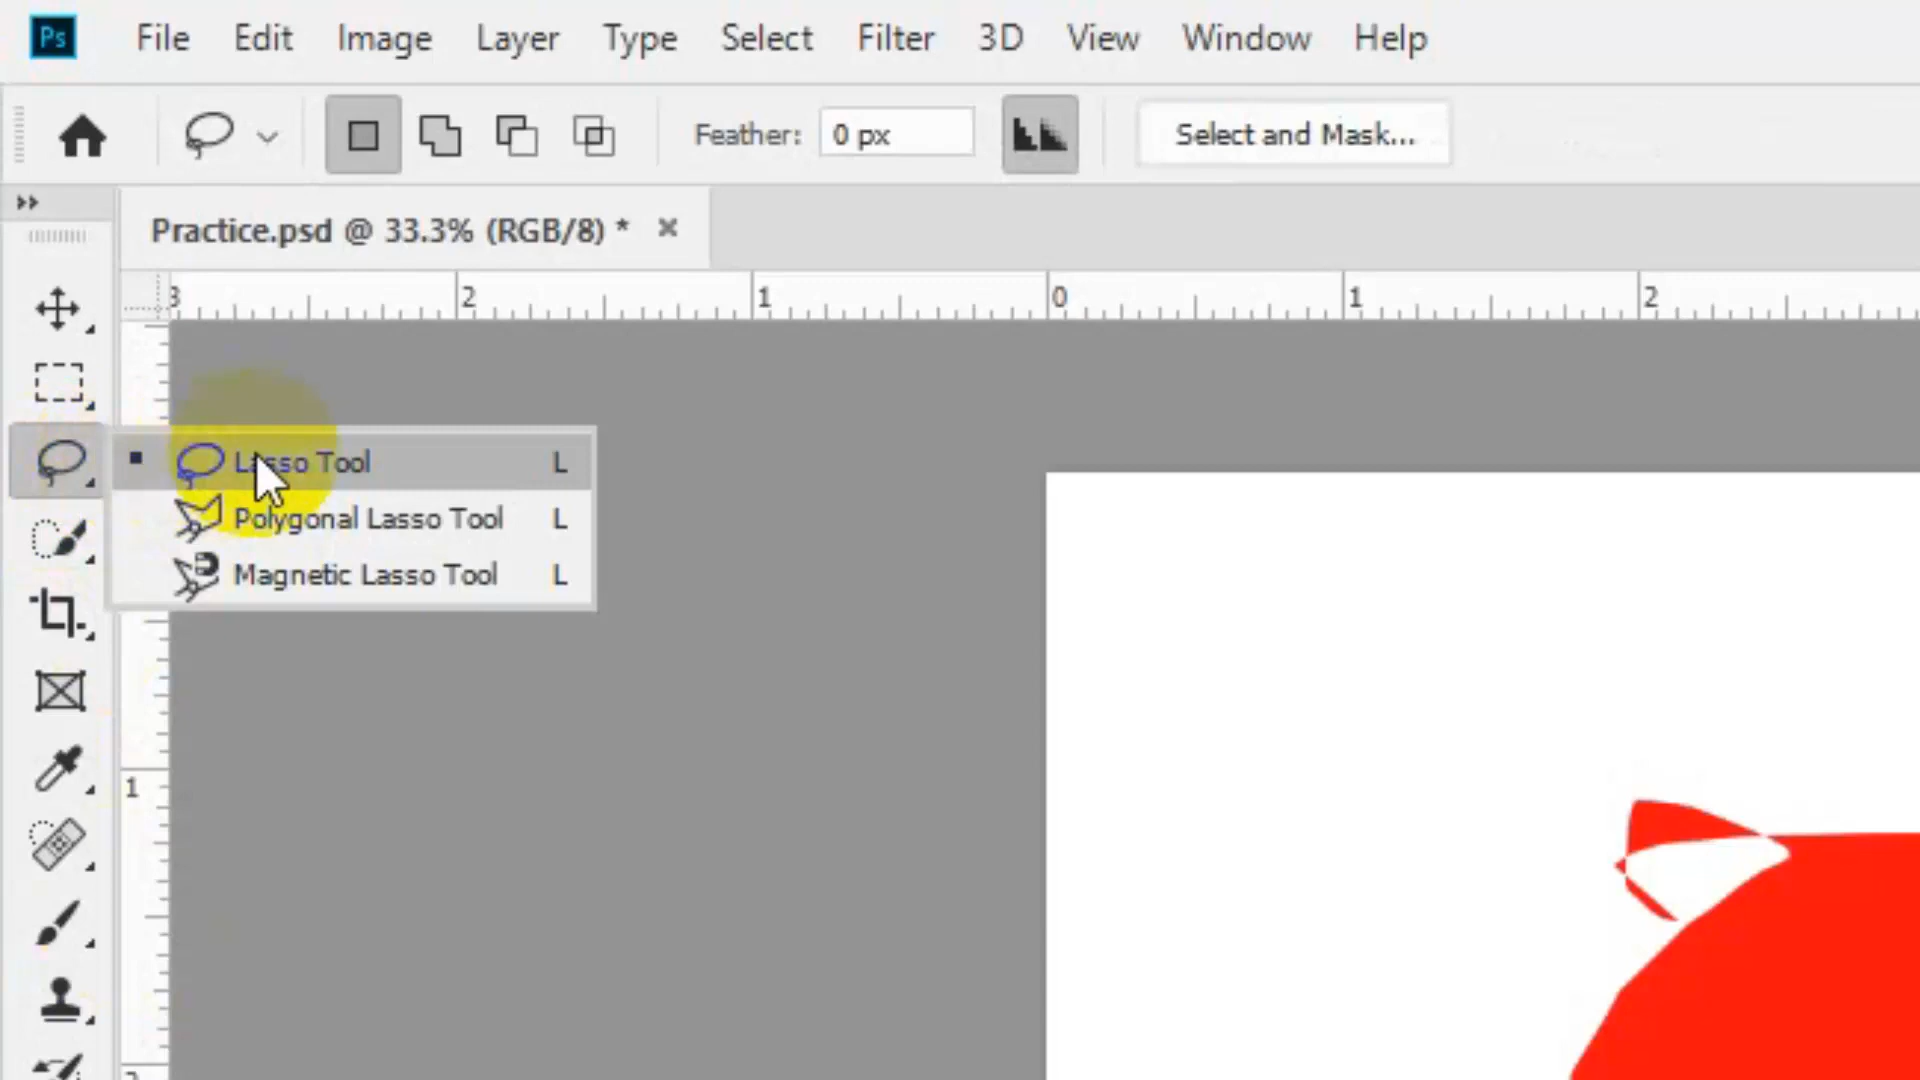 Ps File Edit Image Layer Type Select Filter 3D View Window Help
Feather: 0 px Select and Mask...
Practice.psd @ 33.3% (RGB/8) * ×
3 2 1 0 1 2
Lasso Tool L
Polygonal Lasso Tool L
Magnetic Lasso Tool L
1